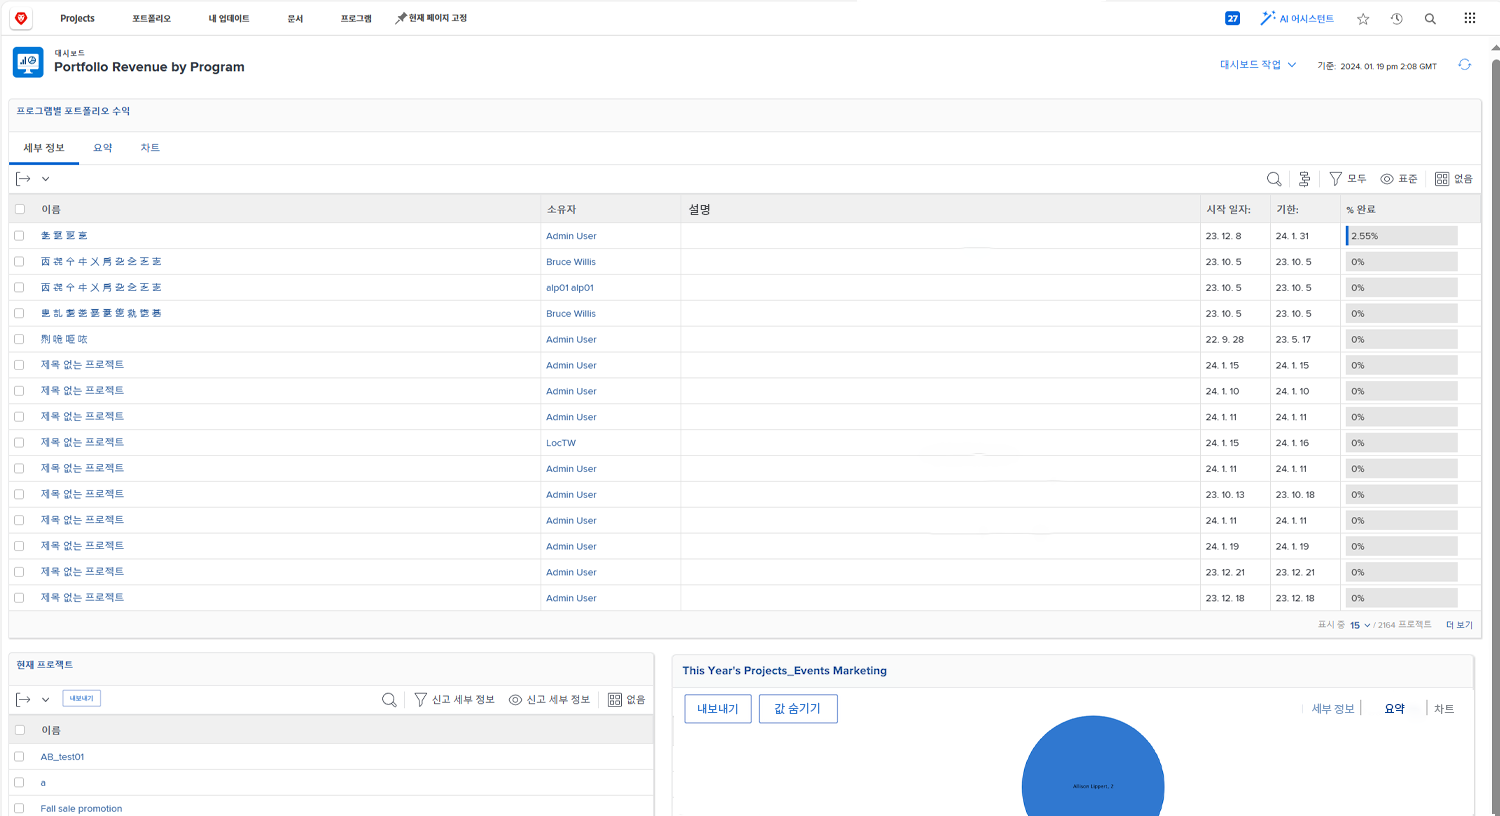 Projects 포트폴리오 내 업데이트 문서 프로그램 현재 페이지 고정 27 AI 어시스턴트
대시보드
Portfolio Revenue by Program
대시보드 작업 기준: 2024. 01. 19 pm 2:08 GMT
프로그램별 포트폴리오 수익
세부 정보 요약 차트
모두 표준 없음
이름 소유자 설명 시작 일자: 기한: % 완료
Admin User 23. 12. 8 24. 1. 31 2.55%
Bruce Willis 23. 10. 5 23. 10. 5 0%
alp01 alp01 23. 10. 5 23. 10. 5 0%
Bruce Willis 23. 10. 5 23. 10. 5 0%
Admin User 22. 9. 28 23. 5. 17 0%
제목 없는 프로젝트 Admin User 24. 1. 15 24. 1. 15 0%
제목 없는 프로젝트 Admin User 24. 1. 10 24. 1. 10 0%
제목 없는 프로젝트 Admin User 24. 1. 11 24. 1. 11 0%
제목 없는 프로젝트 LocTW 24. 1. 15 24. 1. 16 0%
제목 없는 프로젝트 Admin User 24. 1. 11 24. 1. 11 0%
제목 없는 프로젝트 Admin User 23. 10. 13 23. 10. 18 0%
제목 없는 프로젝트 Admin User 24. 1. 11 24. 1. 11 0%
제목 없는 프로젝트 Admin User 24. 1. 19 24. 1. 19 0%
제목 없는 프로젝트 Admin User 23. 12. 21 23. 12. 21 0%
제목 없는 프로젝트 Admin User 23. 12. 18 23. 12. 18 0%
표시 중 15 / 2164 프로젝트 더 보기
현재 프로잭트
내보내기 신고 세부 정보 신고 세부 정보 없음
이름
AB_test01
a
Fall sale promotion
This Year's Projects_Events Marketing
내보내기 값 숨기기 세부 정보 요약 차트
Allison Lippert, 2